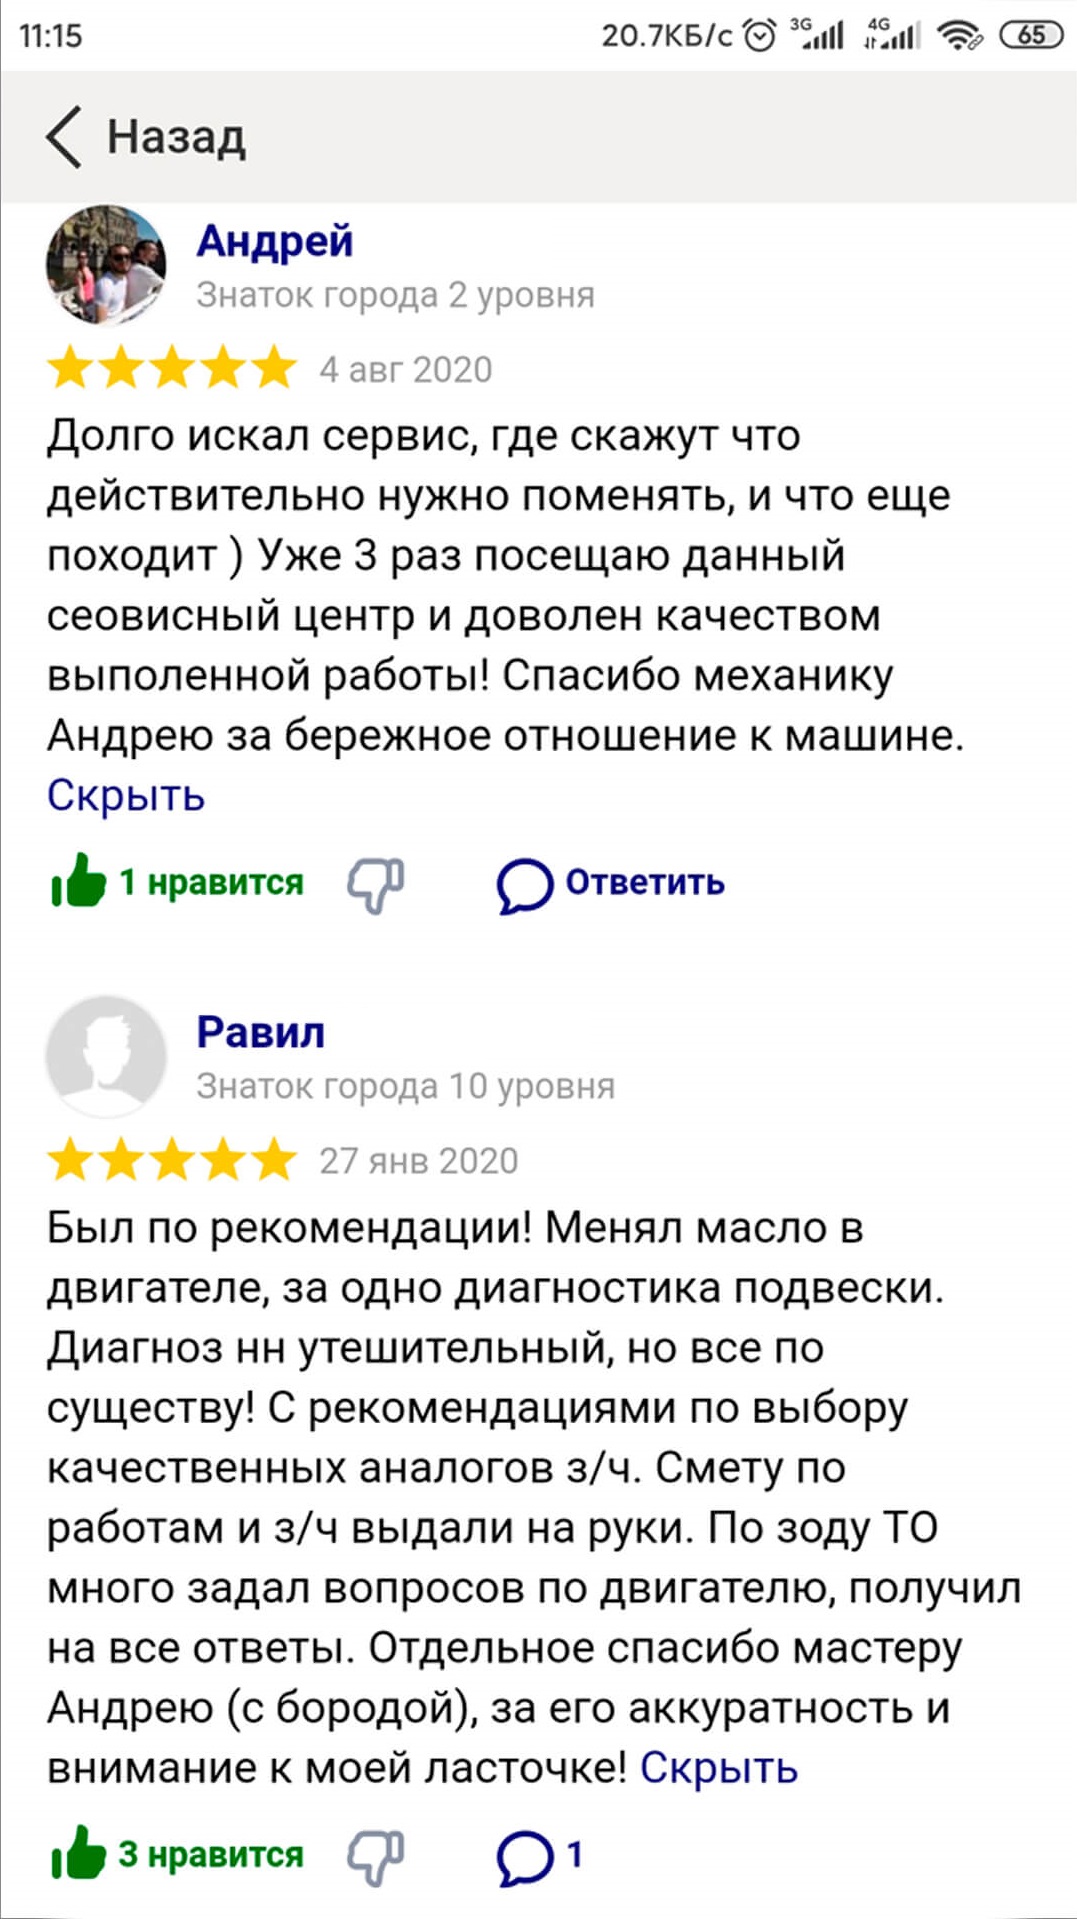 11:15
20.7КБ/с 3G 4G 65
Назад
Андрей
Знаток города 2 уровня
4 авг 2020
Долго искал сервис, где скажут что
действительно нужно поменять, и что еще
походит ) Уже 3 раз посещаю данный
сеовисный центр и доволен качеством
выполенной работы! Спасибо механику
Андрею за бережное отношение к машине.
Скрыть
1 нравится
Ответить
Равил
Знаток города 10 уровня
27 янв 2020
Был по рекомендации! Менял масло в
двигателе, за одно диагностика подвески.
Диагноз нн утешительный, но все по
существу! С рекомендациями по выбору
качественных аналогов з/ч. Смету по
работам и з/ч выдали на руки. По зоду ТО
много задал вопросов по двигателю, получил
на все ответы. Отдельное спасибо мастеру
Андрею (с бородой), за его аккуратность и
внимание к моей ласточке! Скрыть
3 нравится
1